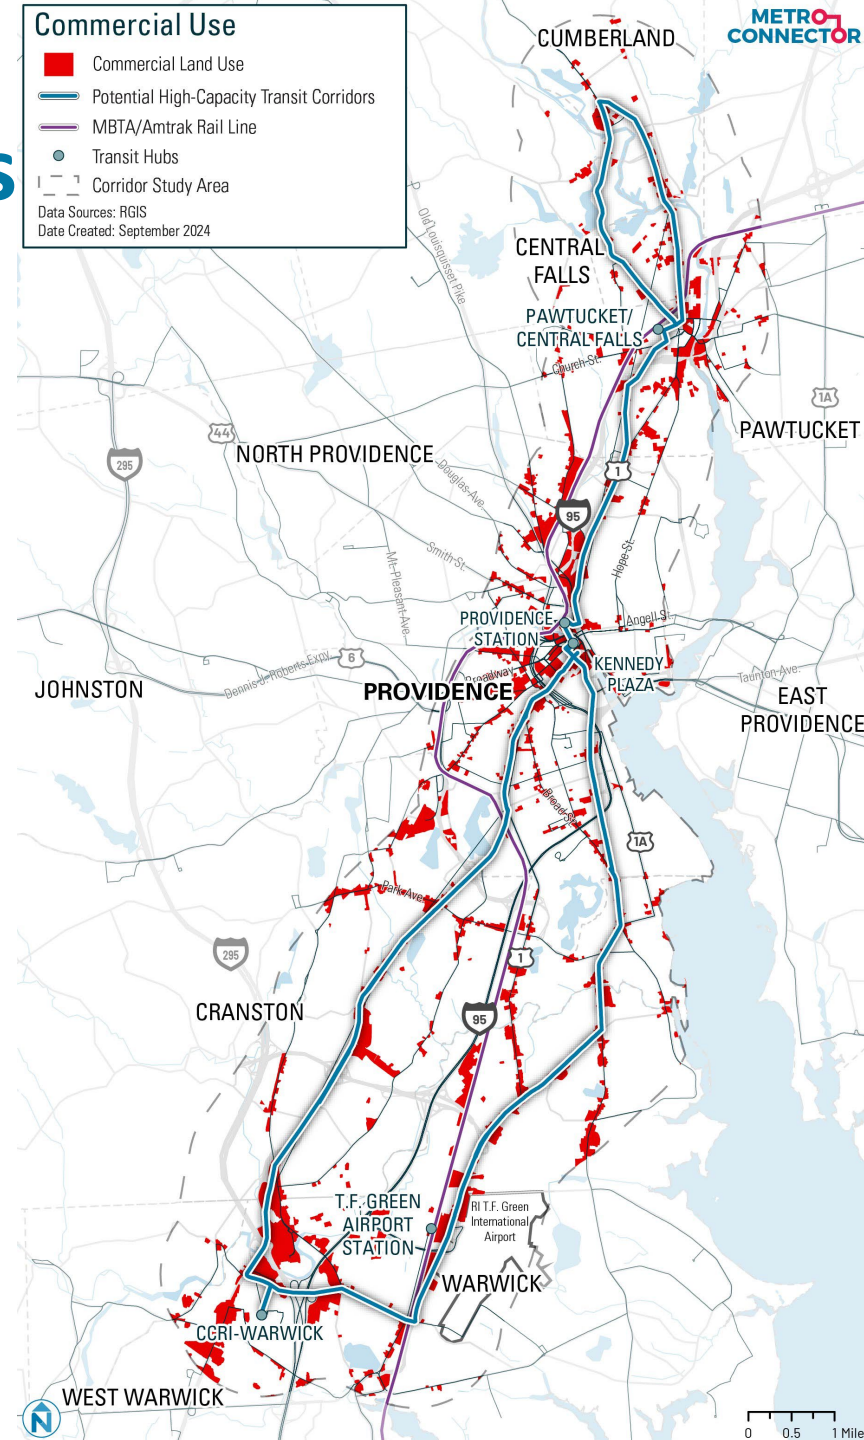 Commercial Use
Commercial Land Use
Potential High-Capacity Transit Corridors
MBTA/Amtrak Rail Line
Transit Hubs
Corridor Study Area
Data Sources: RGIS
Date Created: September 2024
METRO
CONNECTOR
S
CUMBERLAND
Old Louisquisset Pike
CENTRAL
FALLS
PAWTUCKET/
CENTRAL FALLS
Church St.
1A
44
PAWTUCKET
295
NORTH PROVIDENCE
Douglas Ave.
1
95
Smith St.
Mt. Pleasant Ave.
Hope St.
PROVIDENCE
STATION
Angell St.
6
Dennis J. Roberts Expy
Broadway
KENNEDY
PLAZA
Taunton Ave.
JOHNSTON
PROVIDENCE
EAST
PROVIDENCE
Broad St.
1A
Park Ave.
295
1
CRANSTON
95
T.F. GREEN
AIRPORT
STATION
RI T.F. Green
International
Airport
WARWICK
CCRI-WARWICK
WEST WARWICK
N
0 0.5 1 Mile